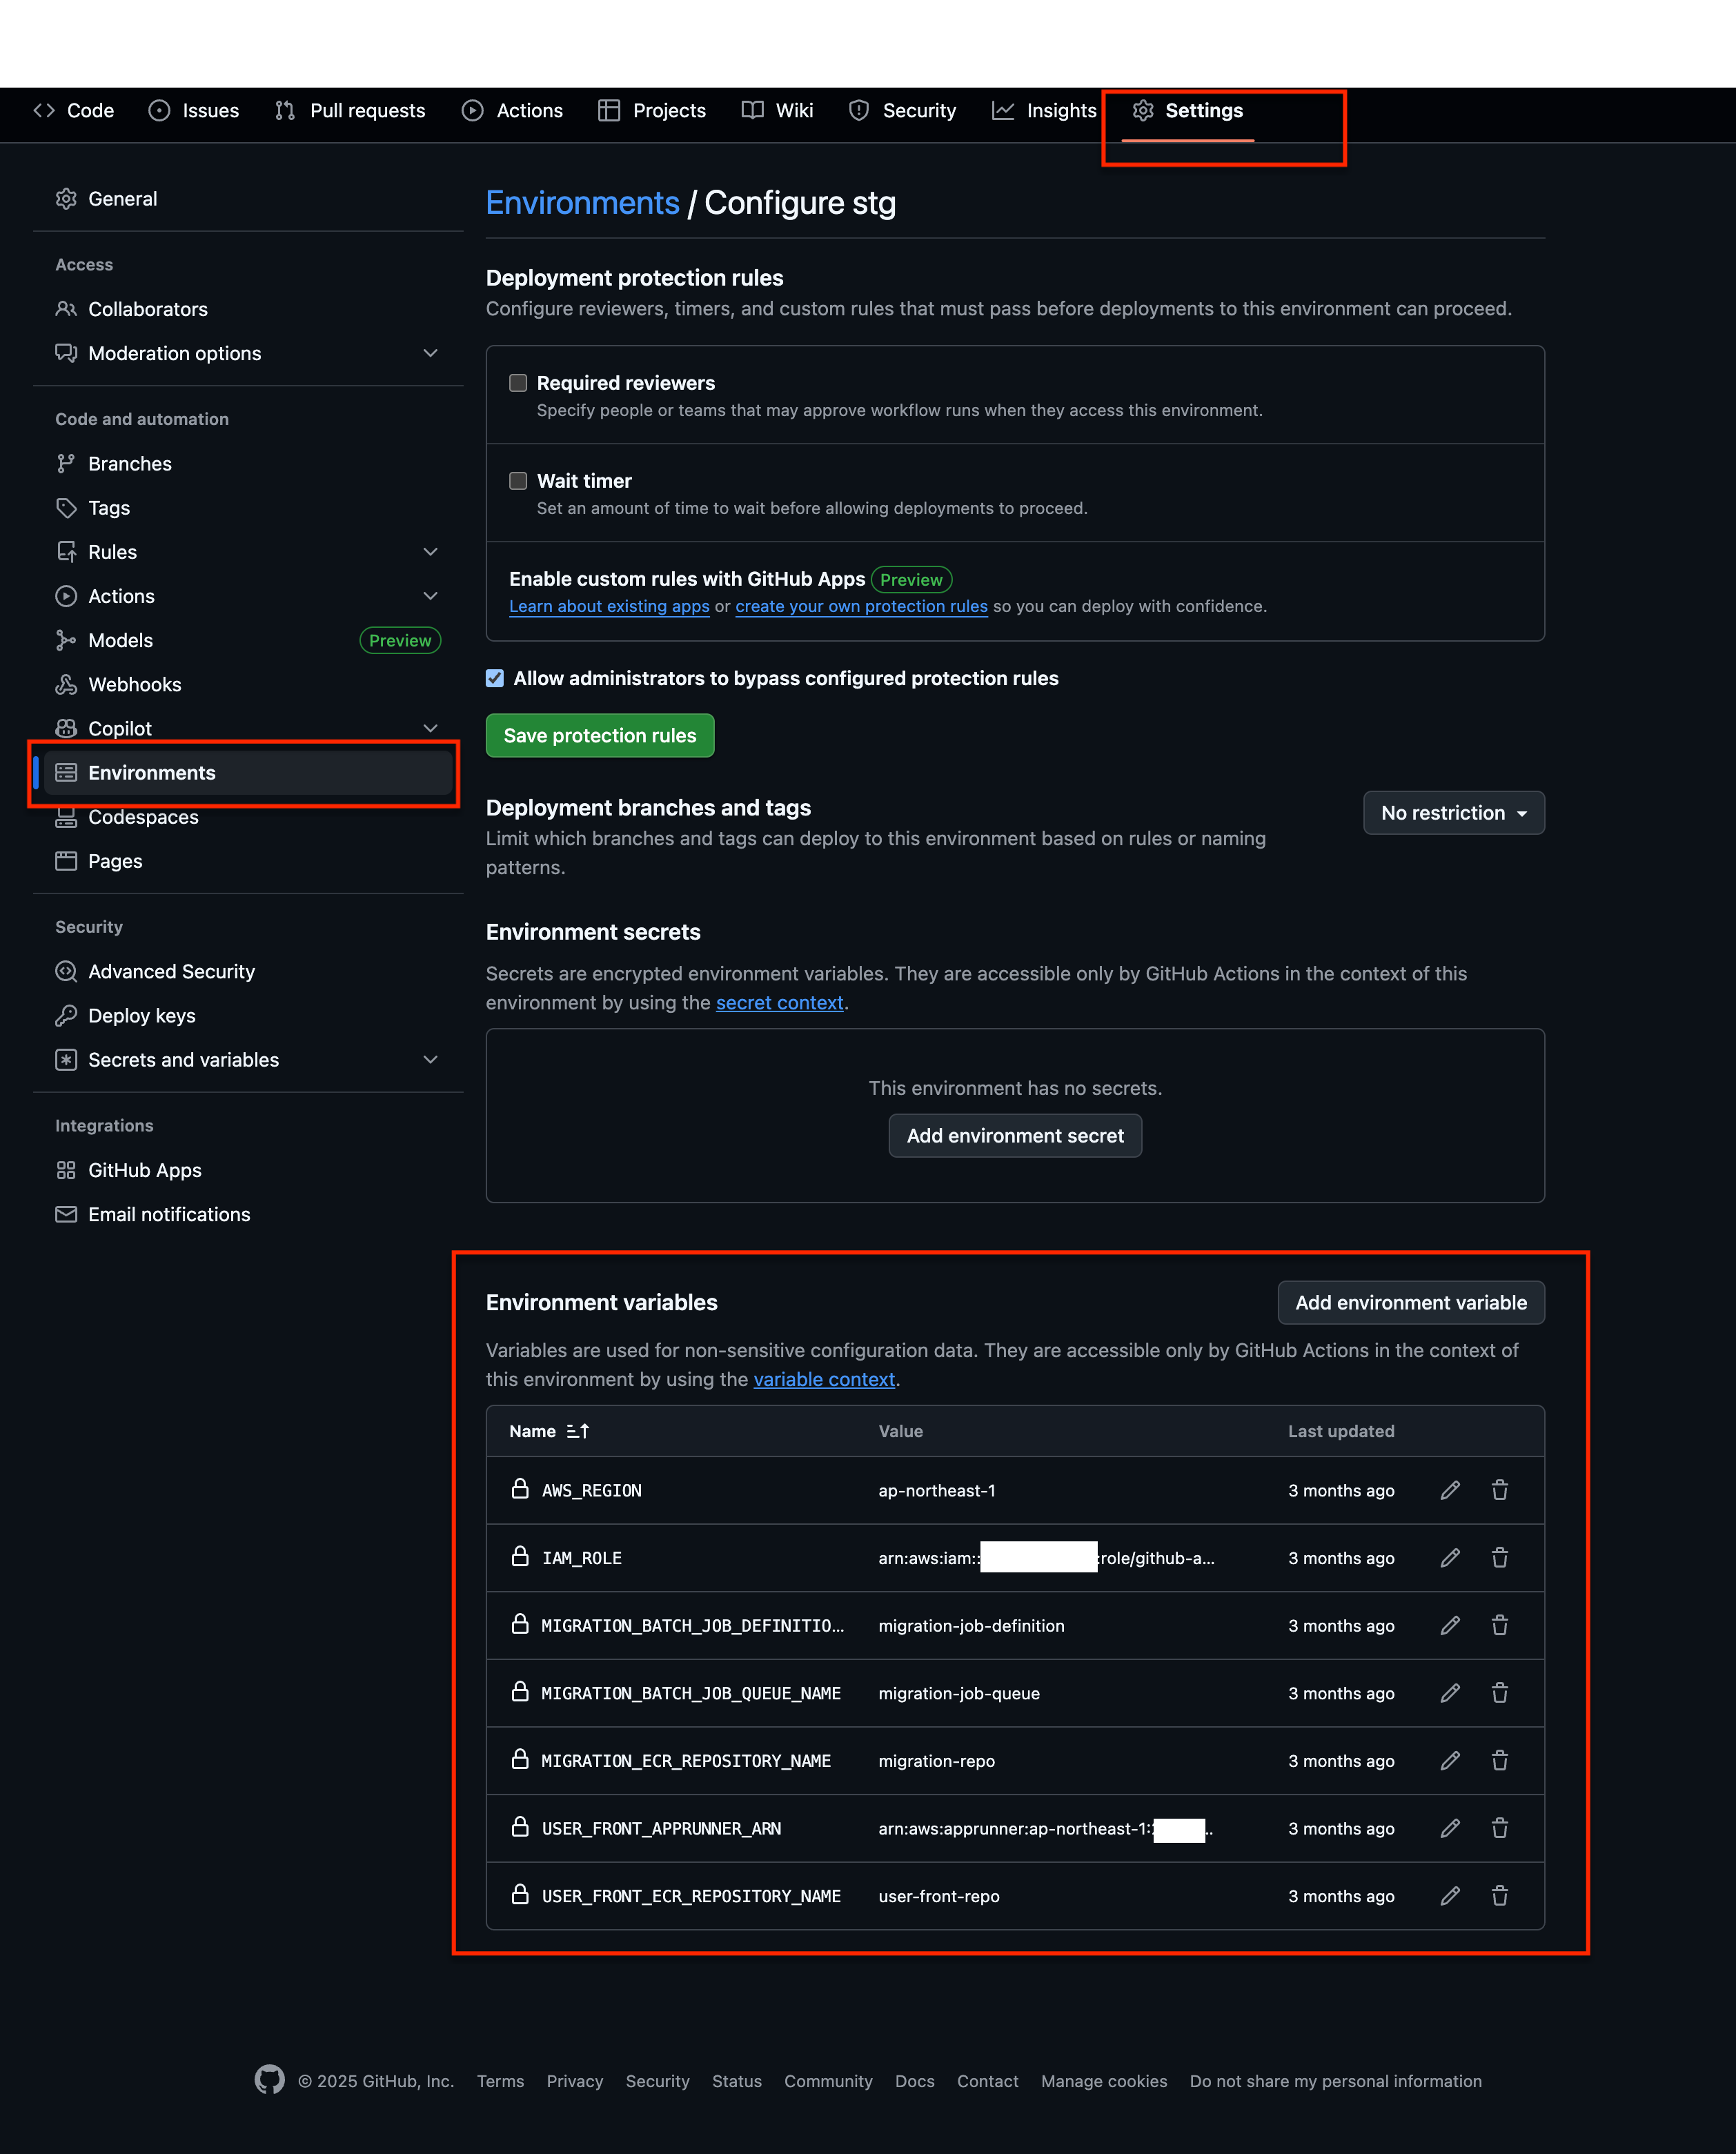 Code Issues Pull requests Actions Projects Wiki Security Insights Settings
General
Access
Collaborators
Moderation options
Code and automation
Branches
Tags
Rules
Actions
Models Preview
Webhooks
Copilot
Environments
Codespaces
Pages
Security
Advanced Security
Deploy keys
Secrets and variables
Integrations
GitHub Apps
Email notifications
Environments / Configure stg
Deployment protection rules
Configure reviewers, timers, and custom rules that must pass before deployments to this environment can proceed.
Required reviewers
Specify people or teams that may approve workflow runs when they access this environment.
Wait timer
Set an amount of time to wait before allowing deployments to proceed.
Enable custom rules with GitHub Apps Preview
Learn about existing apps or create your own protection rules so you can deploy with confidence.
Allow administrators to bypass configured protection rules
Save protection rules
Deployment branches and tags
No restriction
Limit which branches and tags can deploy to this environment based on rules or naming
patterns.
Environment secrets
Secrets are encrypted environment variables. They are accessible only by GitHub Actions in the context of this
environment by using the secret context.
This environment has no secrets.
Add environment secret
Environment variables Add environment variable
Variables are used for non-sensitive configuration data. They are accessible only by GitHub Actions in the context of
this environment by using the variable context.
Name Value Last updated
AWS_REGION ap-northeast-1 3 months ago
IAM_ROLE arn:aws:iam:: :role/github-a... 3 months ago
MIGRATION_BATCH_JOB_DEFINITIO... migration-job-definition 3 months ago
MIGRATION_BATCH_JOB_QUEUE_NAME migration-job-queue 3 months ago
MIGRATION_ECR_REPOSITORY_NAME migration-repo 3 months ago
USER_FRONT_APPRUNNER_ARN arn:aws:apprunner:ap-northeast-1: .. 3 months ago
USER_FRONT_ECR_REPOSITORY_NAME user-front-repo 3 months ago
© 2025 GitHub, Inc. Terms Privacy Security Status Community Docs Contact Manage cookies Do not share my personal information